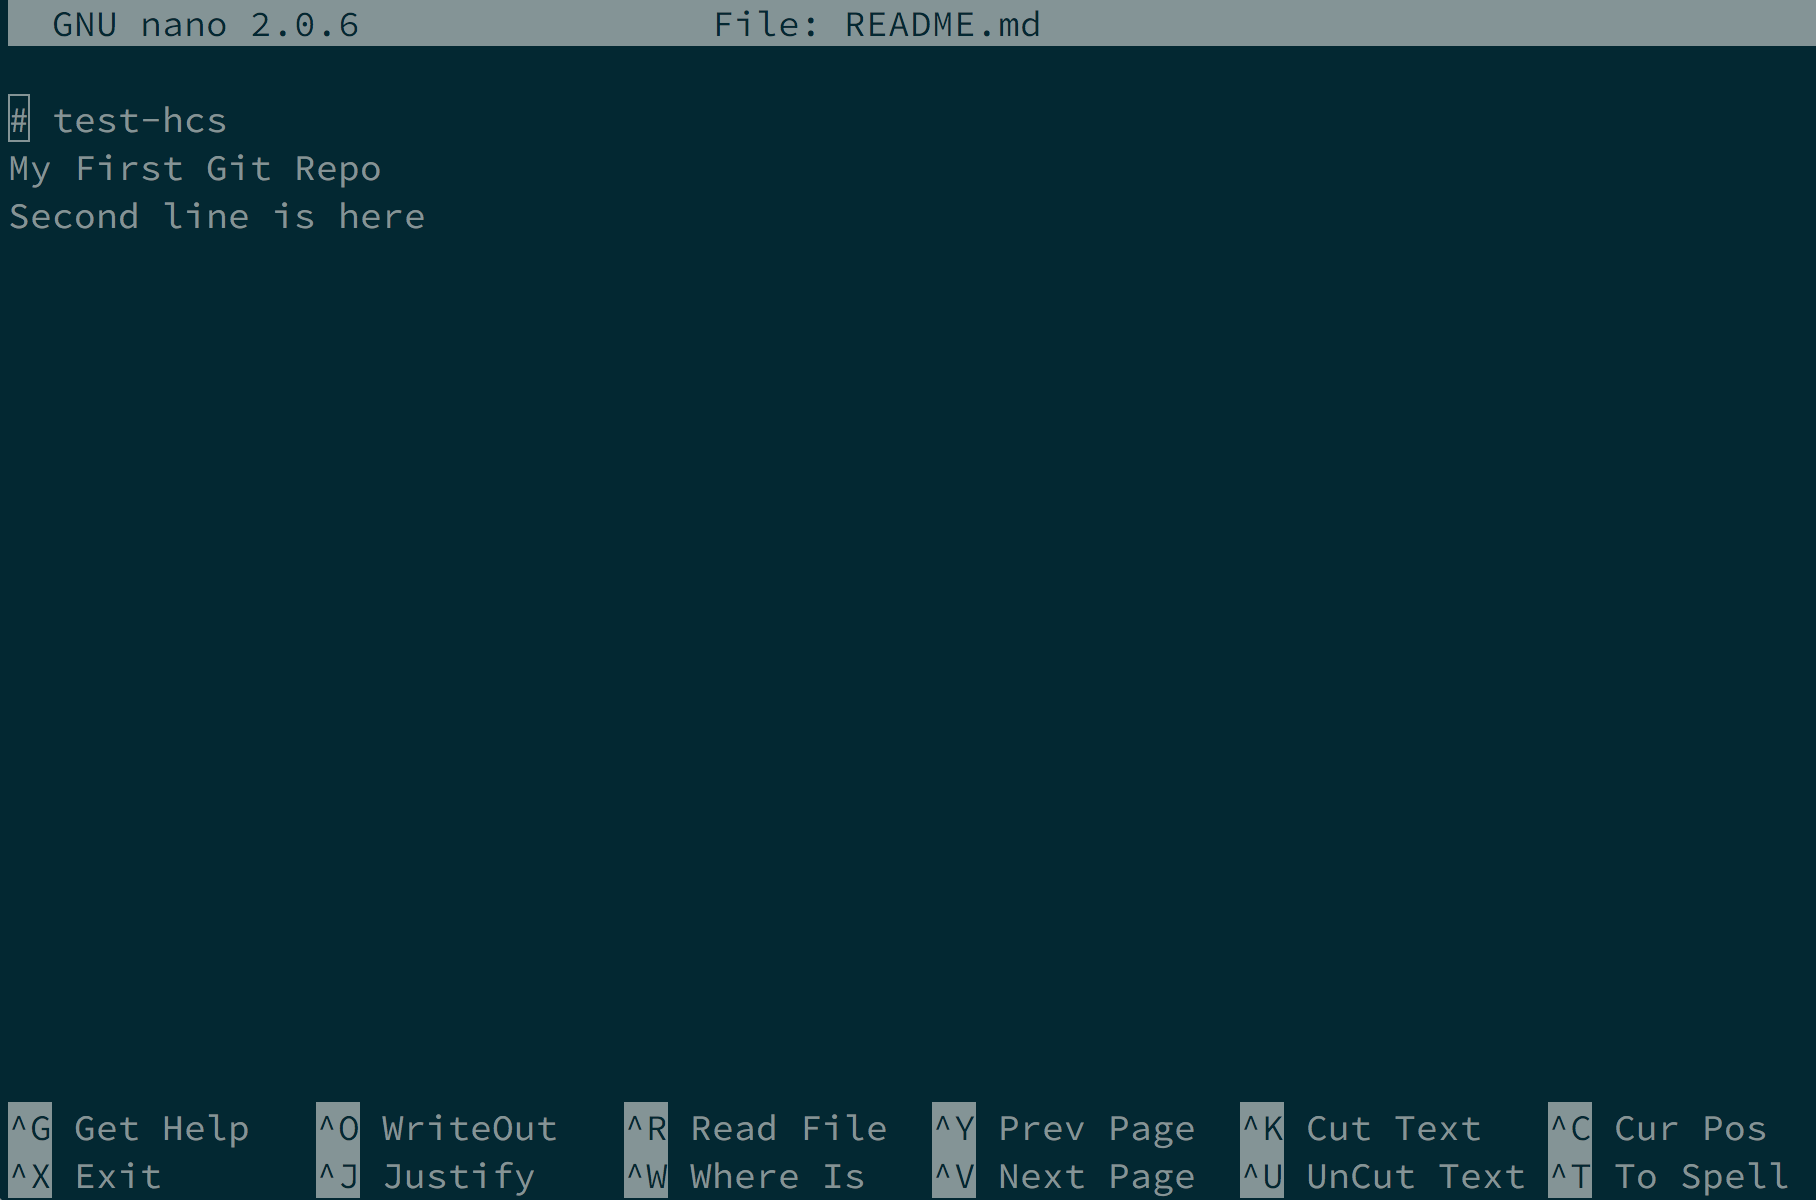 GNU nano 2.0.6 File: README.md
# test-hcs
My First Git Repo
Second line is here
^G Get Help ^O WriteOut ^R Read File ^Y Prev Page ^K Cut Text ^C Cur Pos
^X Exit ^J Justify ^W Where Is ^V Next Page ^U UnCut Text ^T To Spell